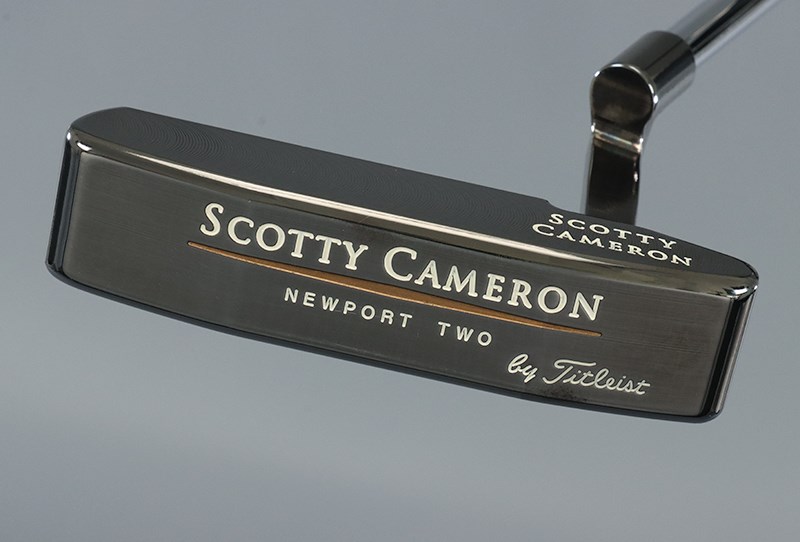 SCOTTY
CAMERON
SCOTTY CAMERON
NEWPORT TWO
by Titleist